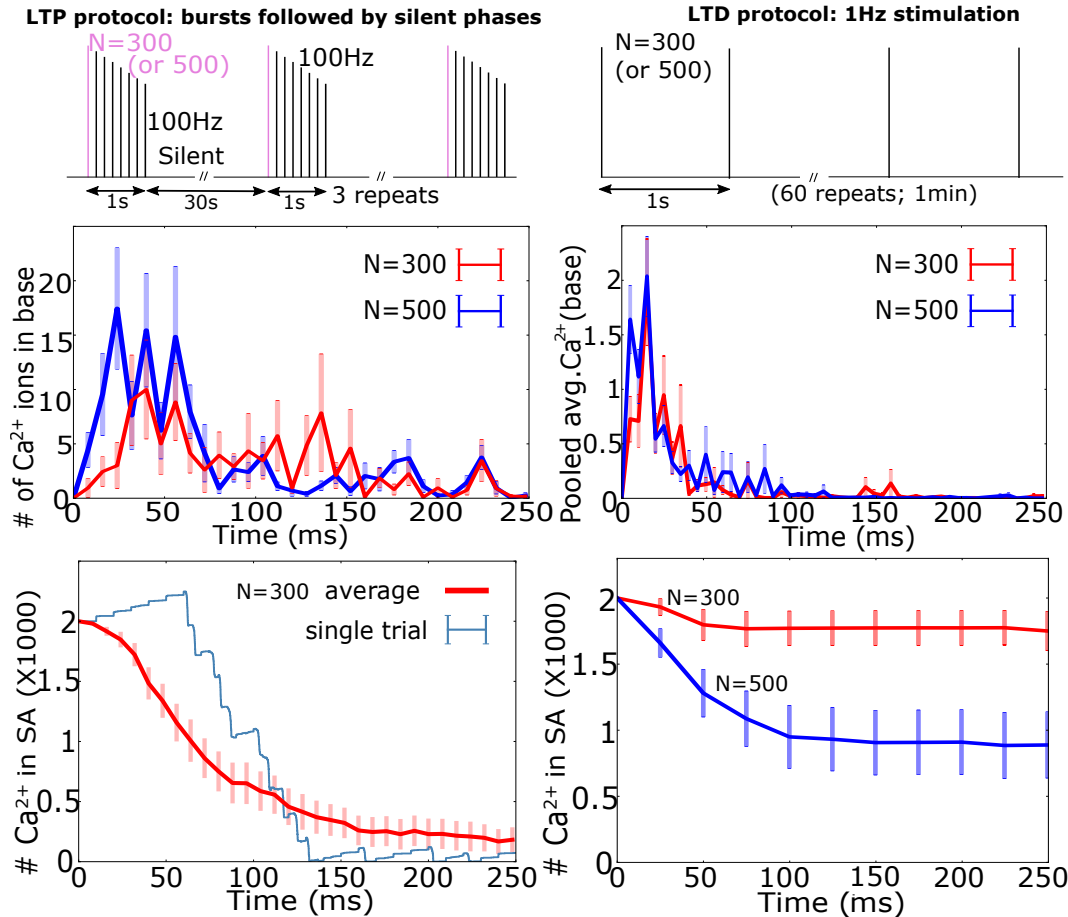 LTP protocol: bursts followed by silent phases
N=300
(or 500)
100Hz
100Hz
Silent
//
//
1s
30s
1s
3 repeats
LTD protocol: 1Hz stimulation
N=300
(or 500)
//
1s
(60 repeats; 1min)
# of Ca²⁺ ions in base
20
15
10
5
0
N=300
N=500
0
50
100
150
200
250
Time (ms)
Pooled avg.Ca²⁺(base)
2
1.5
1
0.5
0
N=300
N=500
0
50
100
150
200
250
Time (ms)
# Ca²⁺ in SA (X1000)
2
1.5
1
0.5
0
N=300 average
single trial
0
50
100
150
200
250
Time (ms)
# Ca²⁺ in SA (X1000)
2
1.5
1
0.5
0
N=300
N=500
0
50
100
150
200
250
Time (ms)